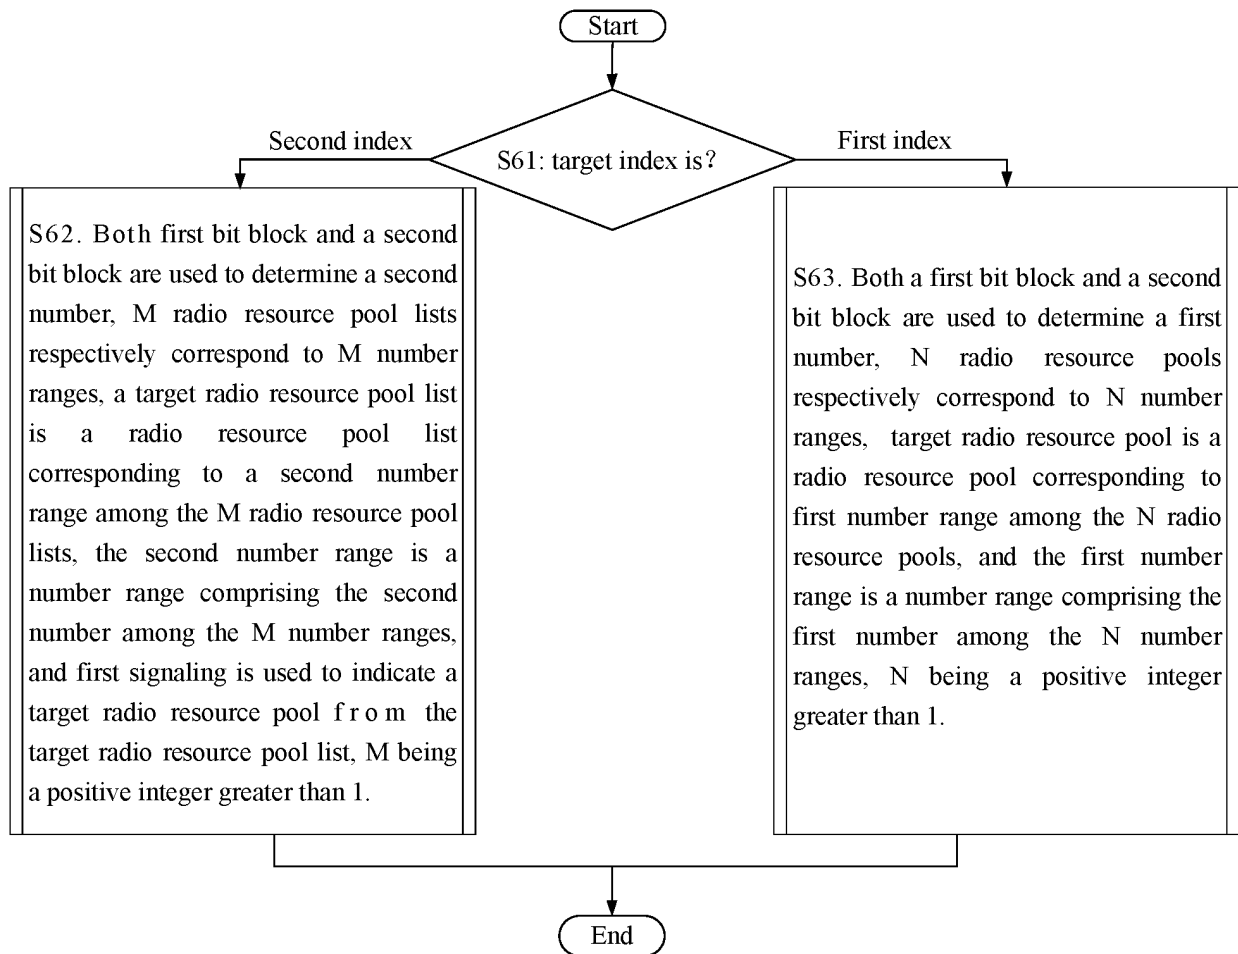 Start
Second index
First index
S61: target index is?
S62. Both first bit block and a second
bit block are used to determine a second
number, M radio resource pool lists
respectively correspond to M number
ranges, a target radio resource pool list
is a radio resource pool list
corresponding to a second number
range among the M radio resource pool
lists, the second number range is a
number range comprising the second
number among the M number ranges,
and first signaling is used to indicate a
target radio resource pool from the
target radio resource pool list, M being
a positive integer greater than 1.
S63. Both a first bit block and a second
bit block are used to determine a first
number, N radio resource pools
respectively correspond to N number
ranges, target radio resource pool is a
radio resource pool corresponding to
first number range among the N radio
resource pools, and the first number
range is a number range comprising the
first number among the N number
ranges, N being a positive integer
greater than 1.
End